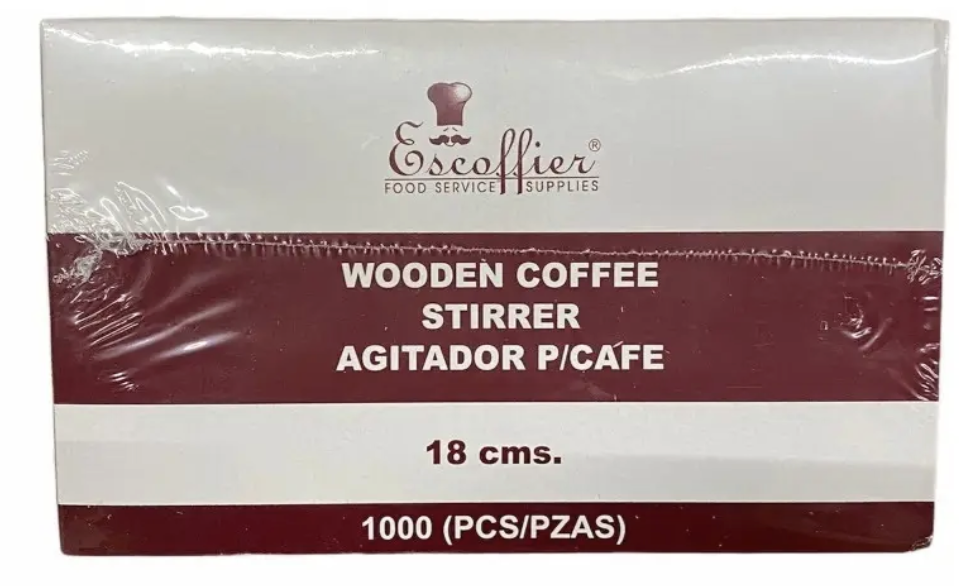 Escoffier®
FOOD SERVICE SUPPLIES
WOODEN COFFEE
STIRRER
AGITADOR P/CAFE
18 cms.
1000 (PCS/PZAS)